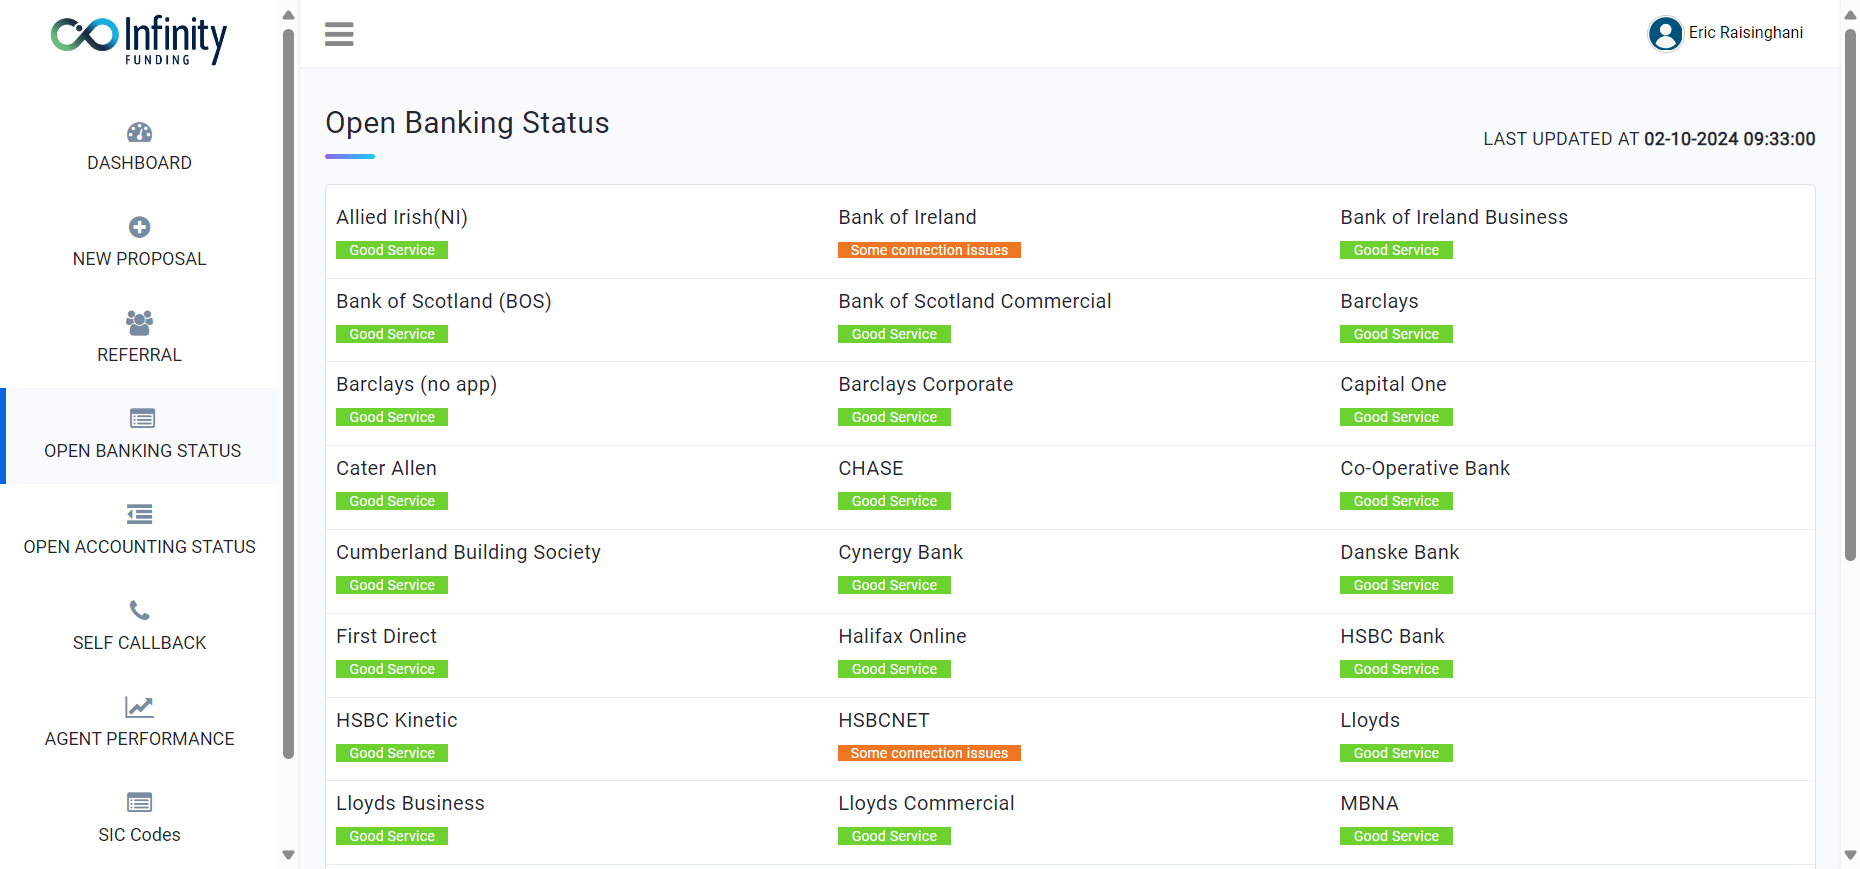 Infinity
FUNDING
DASHBOARD
NEW PROPOSAL
REFERRAL
OPEN BANKING STATUS
OPEN ACCOUNTING STATUS
SELF CALLBACK
AGENT PERFORMANCE
SIC Codes
Eric Raisinghani
Open Banking Status
LAST UPDATED AT 02-10-2024 09:33:00
Allied Irish(NI)
Good Service
Bank of Ireland
Some connection issues
Bank of Ireland Business
Good Service
Bank of Scotland (BOS)
Good Service
Bank of Scotland Commercial
Good Service
Barclays
Good Service
Barclays (no app)
Good Service
Barclays Corporate
Good Service
Capital One
Good Service
Cater Allen
Good Service
CHASE
Good Service
Co-Operative Bank
Good Service
Cumberland Building Society
Good Service
Cynergy Bank
Good Service
Danske Bank
Good Service
First Direct
Good Service
Halifax Online
Good Service
HSBC Bank
Good Service
HSBC Kinetic
Good Service
HSBCNET
Some connection issues
Lloyds
Good Service
Lloyds Business
Good Service
Lloyds Commercial
Good Service
MBNA
Good Service